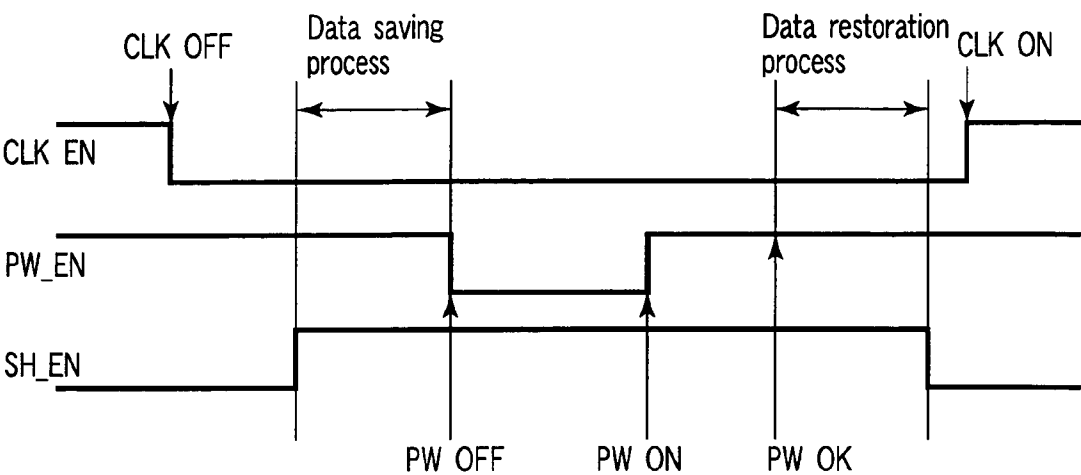 CLK OFF
Data saving
process
Data restoration
process
CLK ON
CLK EN
PW_EN
SH_EN
PW OFF
PW ON
PW OK